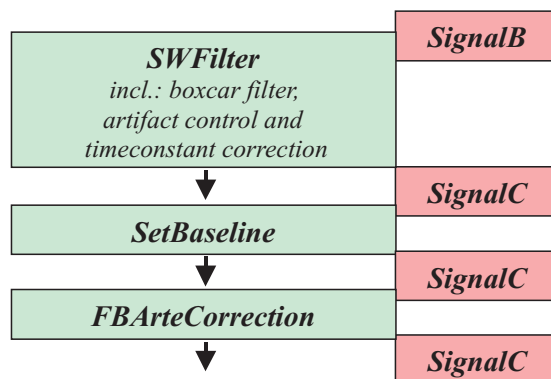 SignalB
SWFilter
incl.: boxcar filter,
artifact control and
timeconstant correction
SignalC
SetBaseline
SignalC
FBArteCorrection
SignalC